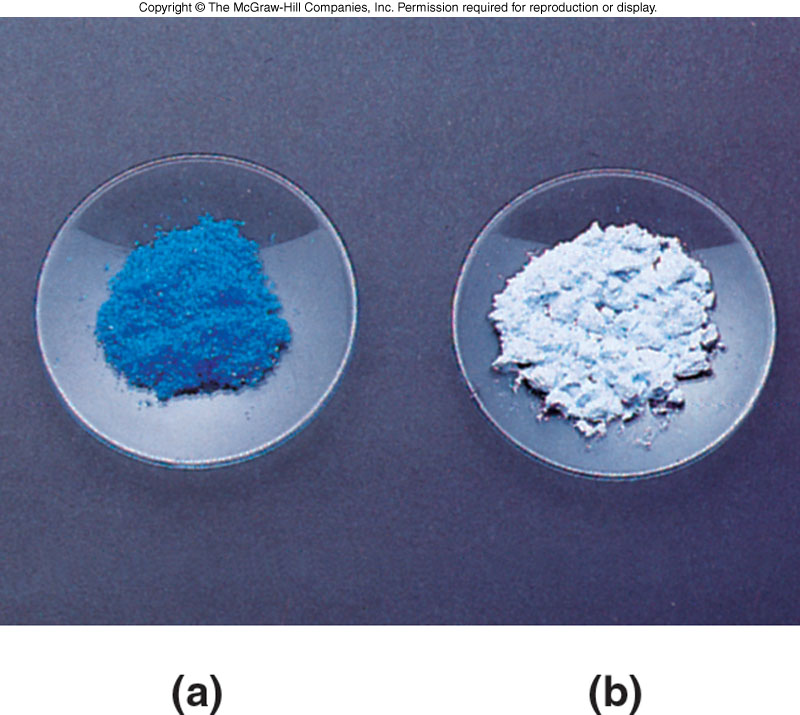 Copyright © The McGraw-Hill Companies, Inc. Permission required for reproduction or display.
(a) (b)